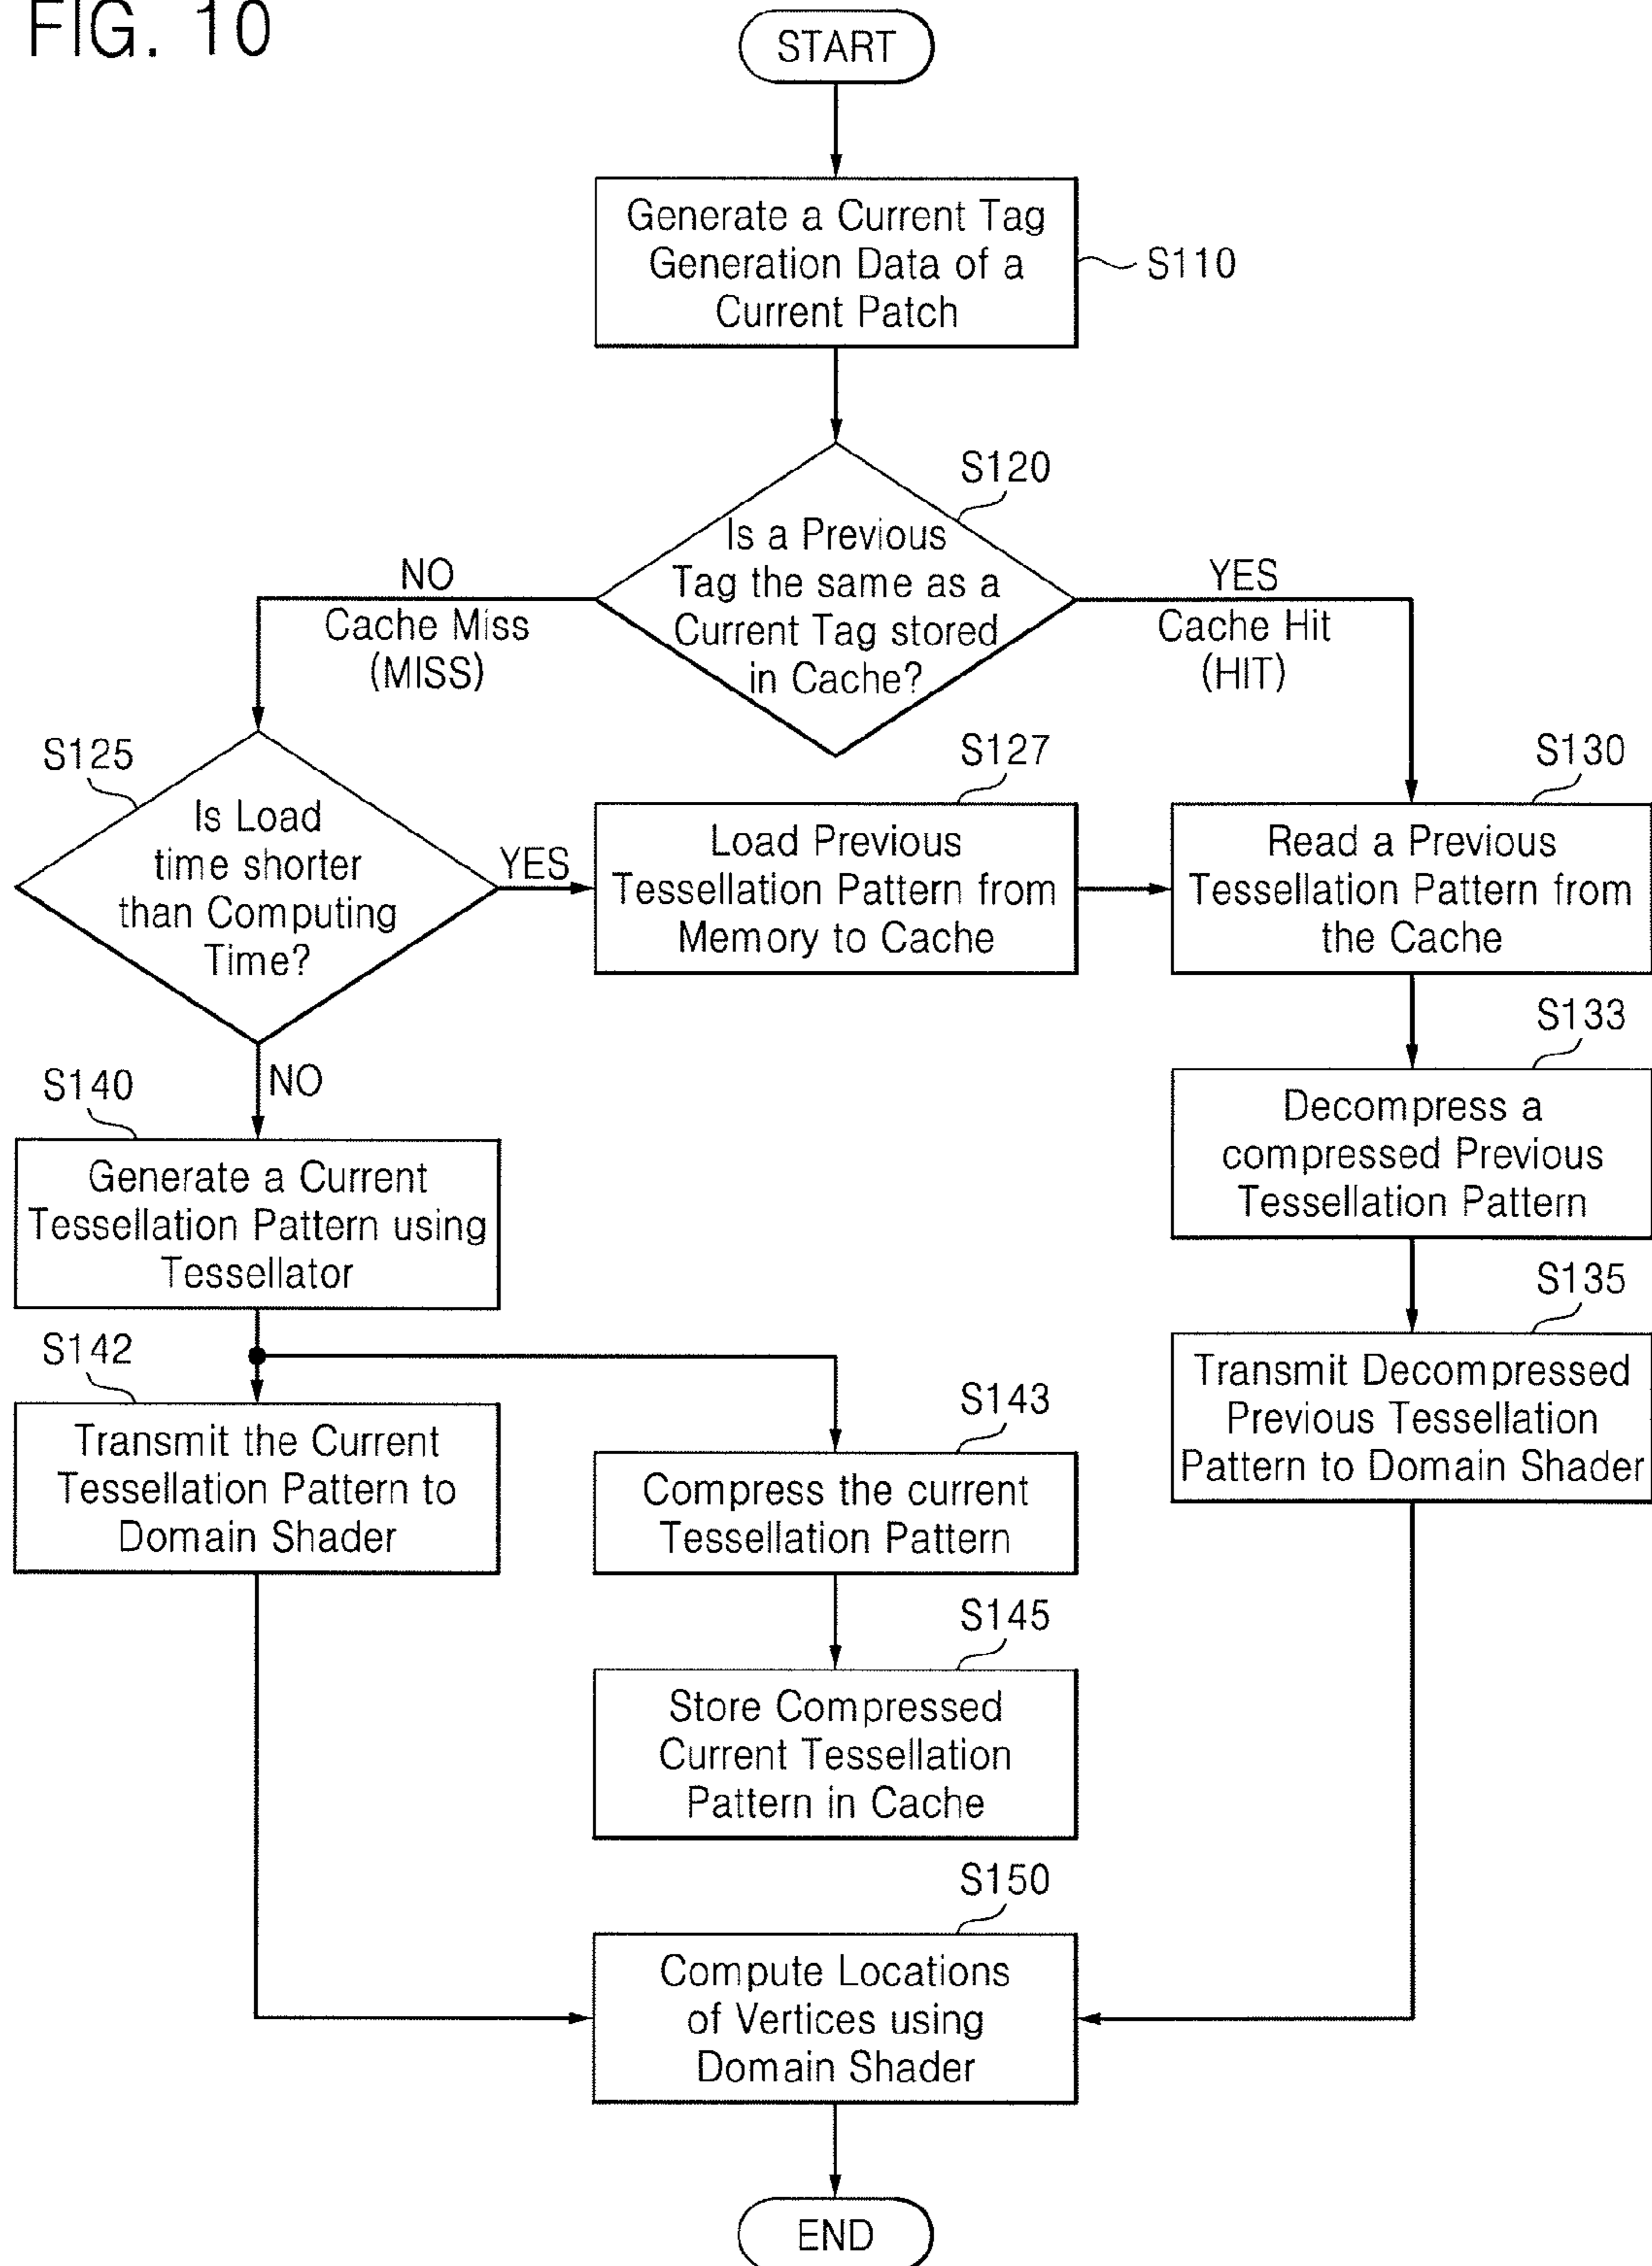 FIG. 10
START
Generate a Current Tag
Generation Data of a
Current Patch
S110
S120
Is a Previous
Tag the same as a
Current Tag stored
in Cache?
NO
Cache Miss
(MISS)
YES
Cache Hit
(HIT)
S125
Is Load
time shorter
than Computing
Time?
YES
NO
S127
Load Previous
Tessellation Pattern from
Memory to Cache
S130
Read a Previous
Tessellation Pattern from
the Cache
S133
Decompress a
compressed Previous
Tessellation Pattern
S135
Transmit Decompressed
Previous Tessellation
Pattern to Domain Shader
S140
Generate a Current
Tessellation Pattern using
Tessellator
S142
Transmit the Current
Tessellation Pattern to
Domain Shader
S143
Compress the current
Tessellation Pattern
S145
Store Compressed
Current Tessellation
Pattern in Cache
S150
Compute Locations
of Vertices using
Domain Shader
END